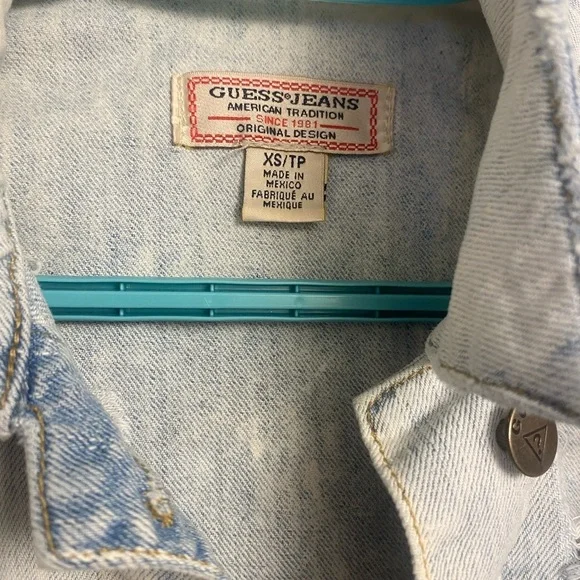 GUESS®JEANS
AMERICAN TRADITION
SINCE 1981
ORIGINAL DESIGN
XS/TP
MADE IN
MEXICO
FABRIQUÉ AU
MEXIQUE